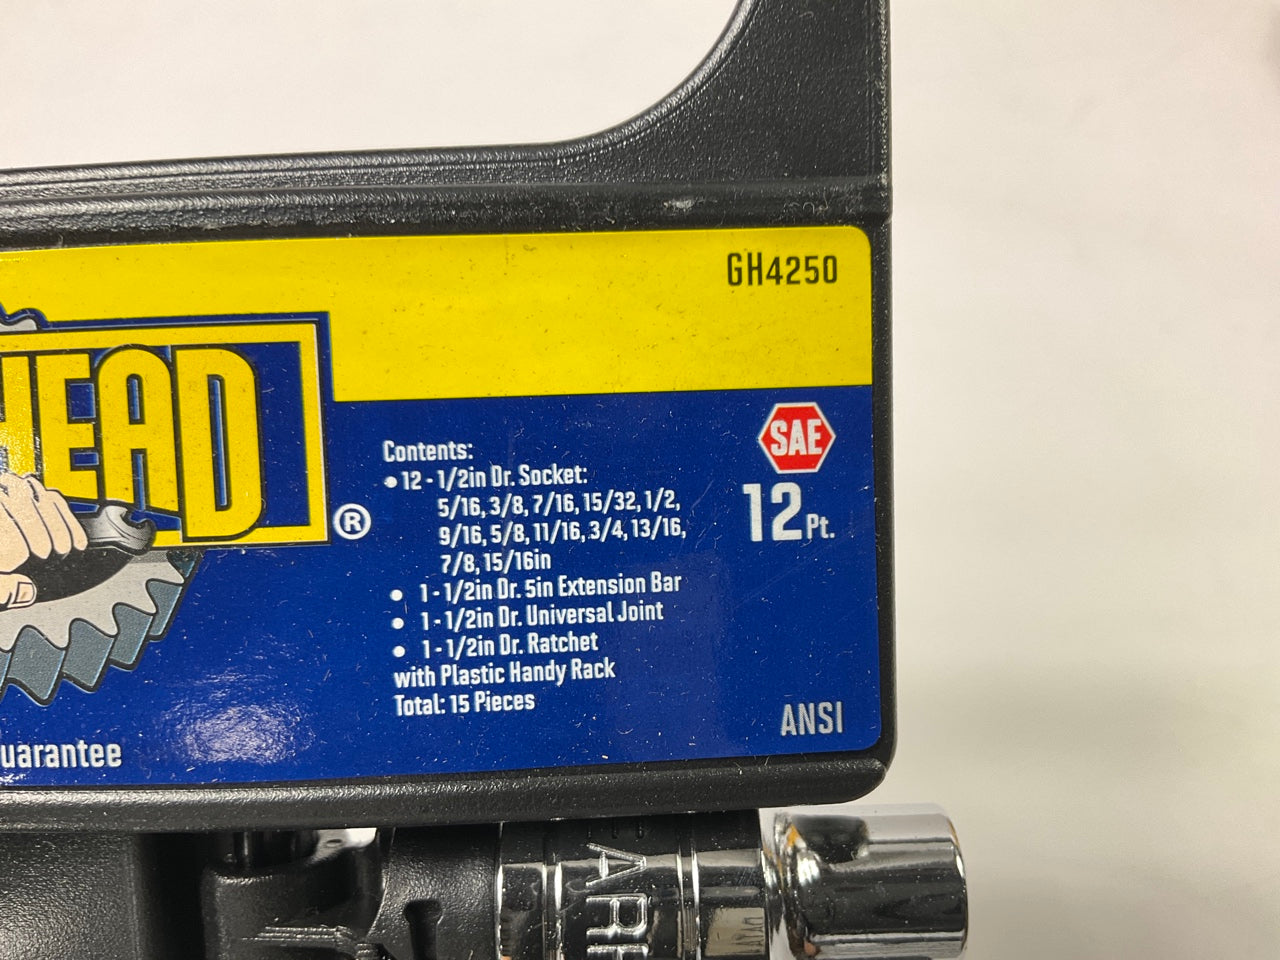 GH4250
HEAD
®
SAE
12 Pt.
Contents:
• 12 - 1/2in Dr. Socket:
5/16, 3/8, 7/16, 15/32, 1/2,
9/16, 5/8, 11/16, 3/4, 13/16,
7/8, 15/16in
• 1 - 1/2in Dr. 5in Extension Bar
• 1 - 1/2in Dr. Universal Joint
• 1 - 1/2in Dr. Ratchet
with Plastic Handy Rack
Total: 15 Pieces
ANSI
uarantee
AR